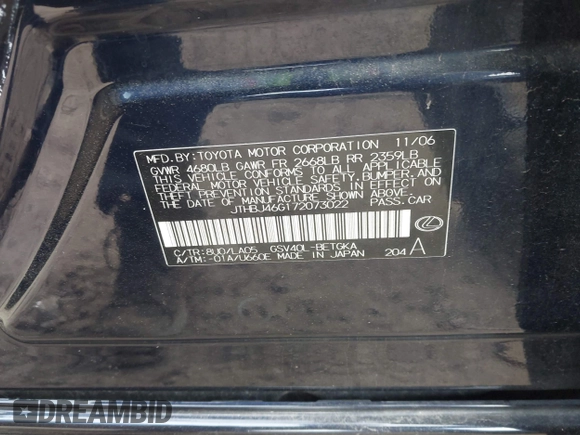 MFD.BY:TOYOTA MOTOR CORPORATION 11/06
GVWR 4680LB GAWR FR 2668LB RR 2359LB
THIS VEHICLE CONFORMS TO ALL APPLICABLE
FEDERAL MOTOR VEHICLE SAFETY,BUMPER,AND
THEFT PREVENTION STANDARDS IN EFFECT ON
THE DATE OF MANUFACTURE SHOWN ABOVE.
JTHBJ46G172073022 PASS.CAR
C/TR:8U0/LA05 GSV40L-BETGKA
A/TM:-01A/U660E MADE IN JAPAN 204 A
DREAMBID